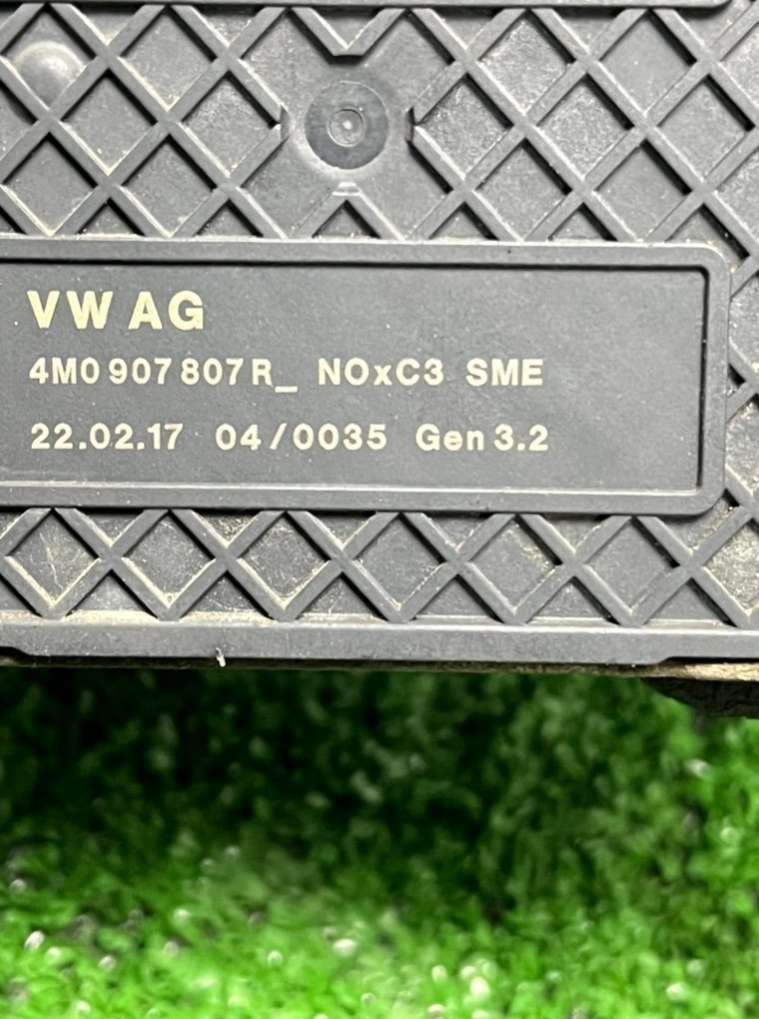 VW AG
4M0 907 807 R_ NOxC3 SME
22.02.17 04/0035 Gen 3.2